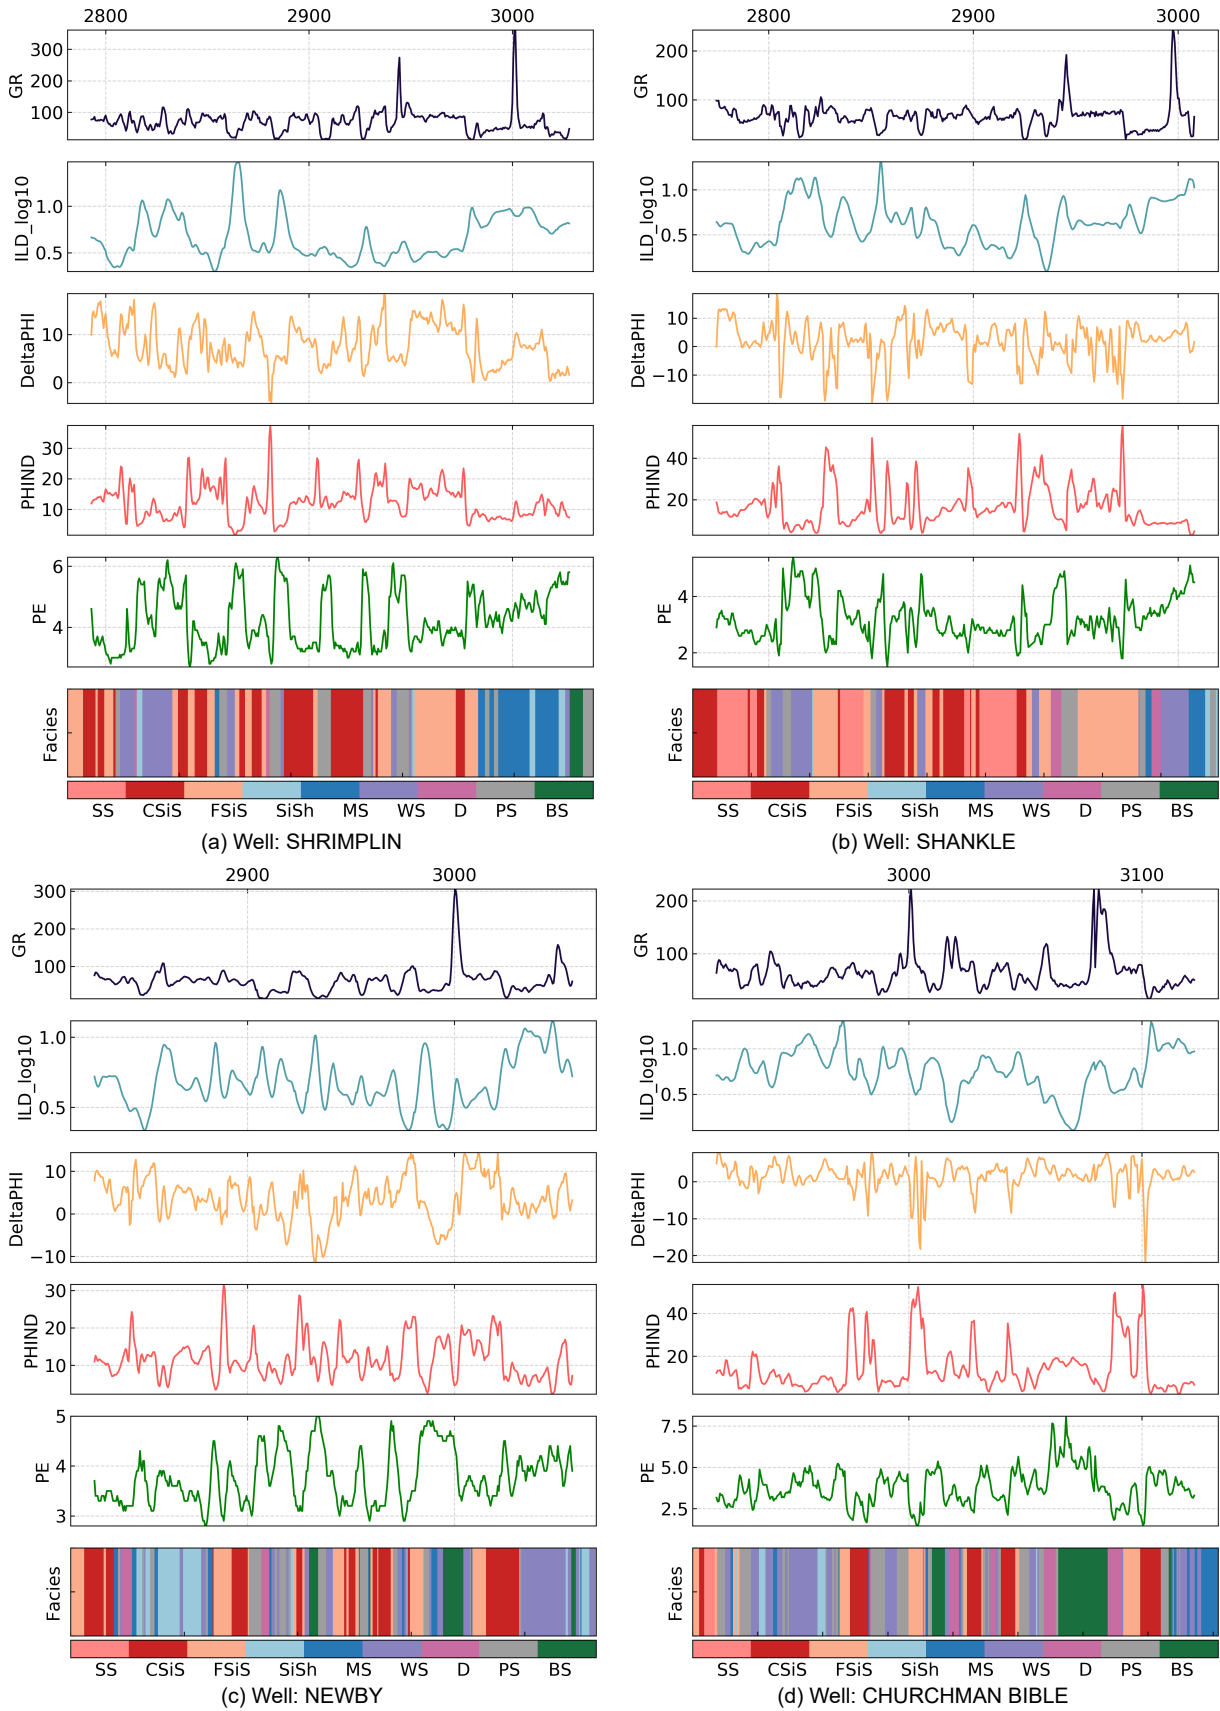 2800 2900 3000
GR
300
200
100
ILD_log10
1.0
0.5
DeltaPHI
10
0
PHIND
30
20
10
PE
6
4
Facies
SS CSiS FSiS SiSh MS WS D PS BS
(a) Well: SHRIMPLIN
2800 2900 3000
GR
200
100
ILD_log10
1.0
0.5
DeltaPHI
10
0
−10
PHIND
40
20
PE
4
2
Facies
SS CSiS FSiS SiSh MS WS D PS BS
(b) Well: SHANKLE
2900 3000
GR
300
200
100
ILD_log10
1.0
0.5
DeltaPHI
10
0
−10
PHIND
30
20
10
PE
5
4
3
Facies
SS CSiS FSiS SiSh MS WS D PS BS
(c) Well: NEWBY
3000 3100
GR
200
100
ILD_log10
1.0
0.5
DeltaPHI
0
−10
−20
PHIND
40
20
PE
7.5
5.0
2.5
Facies
SS CSiS FSiS SiSh MS WS D PS BS
(d) Well: CHURCHMAN BIBLE